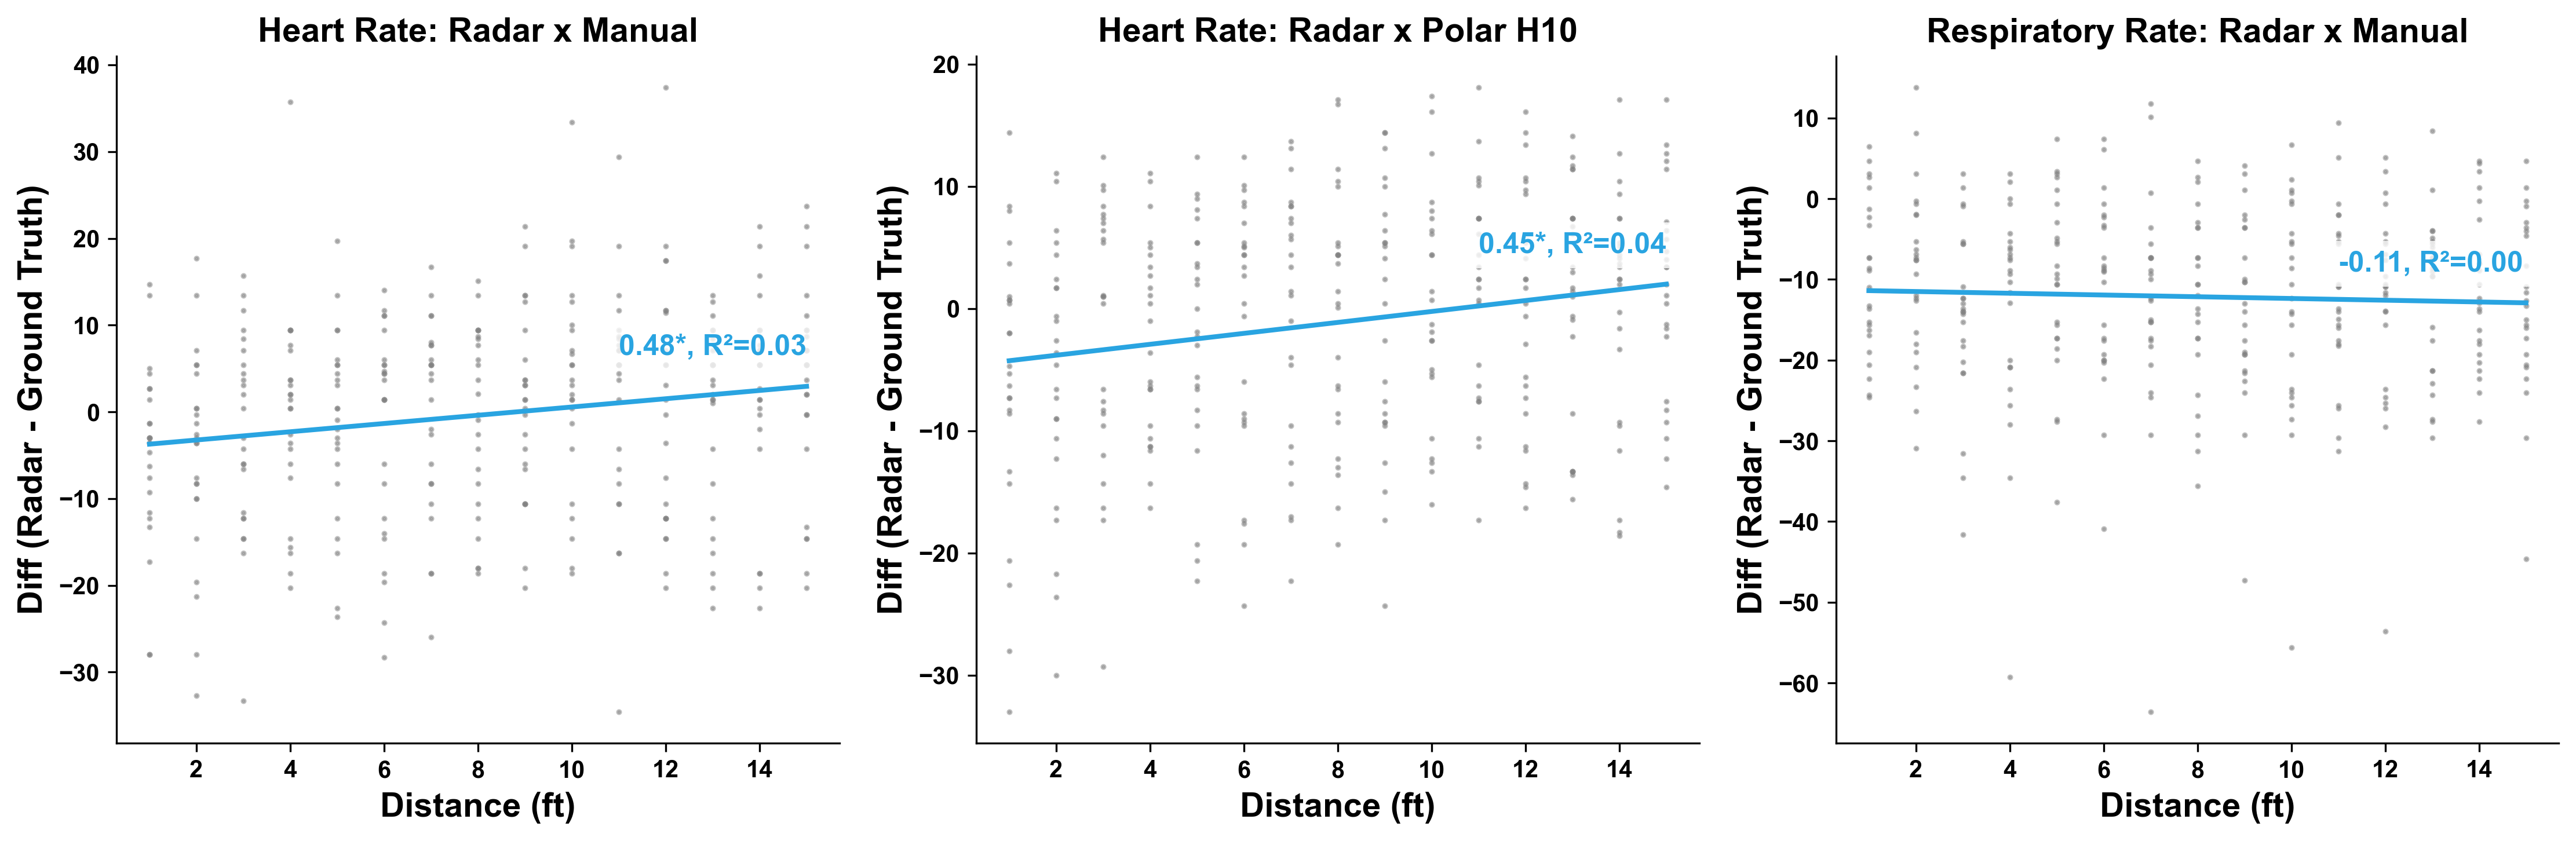 Heart Rate: Radar x Manual
Diff (Radar - Ground Truth)
40
30
20
10
0
−10
−20
−30
0.48*, R²=0.03
2 4 6 8 10 12 14
Distance (ft)
Heart Rate: Radar x Polar H10
Diff (Radar - Ground Truth)
20
10
0
−10
−20
−30
0.45*, R²=0.04
2 4 6 8 10 12 14
Distance (ft)
Respiratory Rate: Radar x Manual
Diff (Radar - Ground Truth)
10
0
−10
−20
−30
−40
−50
−60
-0.11, R²=0.00
2 4 6 8 10 12 14
Distance (ft)